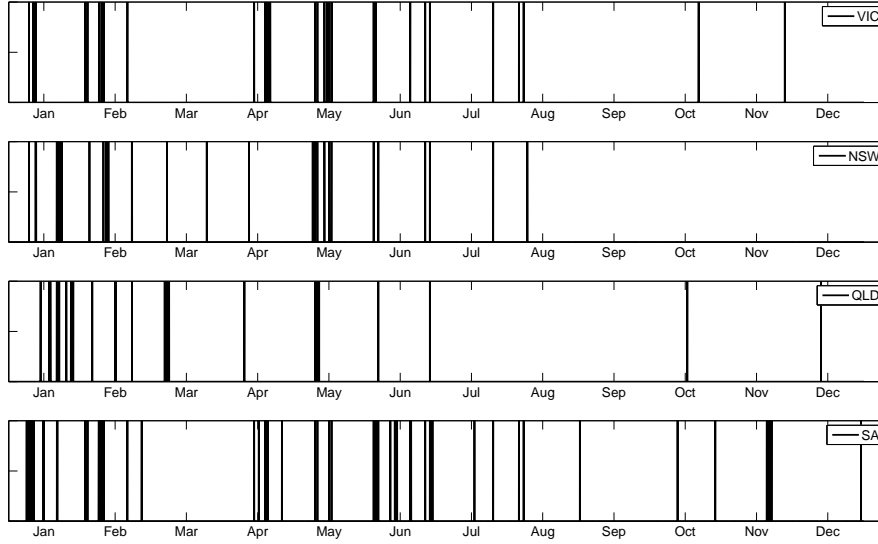 VIC
Jan Feb Mar Apr May Jun Jul Aug Sep Oct Nov Dec
NSW
Jan Feb Mar Apr May Jun Jul Aug Sep Oct Nov Dec
QLD
Jan Feb Mar Apr May Jun Jul Aug Sep Oct Nov Dec
SA
Jan Feb Mar Apr May Jun Jul Aug Sep Oct Nov Dec